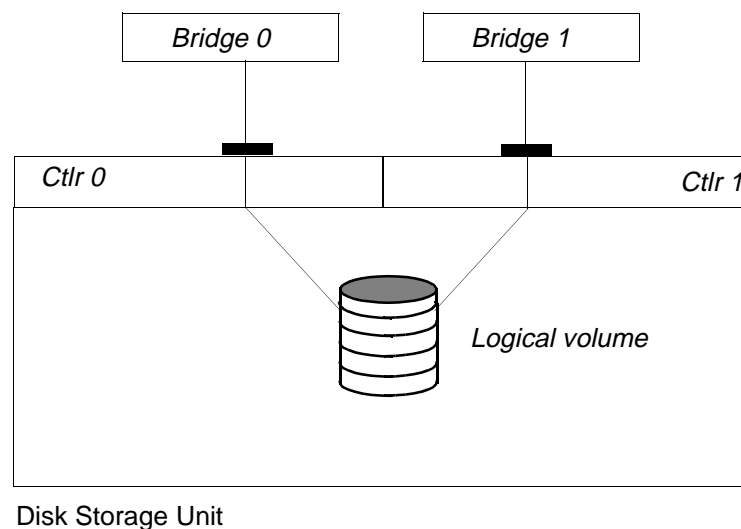 Bridge 0
Bridge 1
Ctlr 0
Ctlr 1
Logical volume
Disk Storage Unit